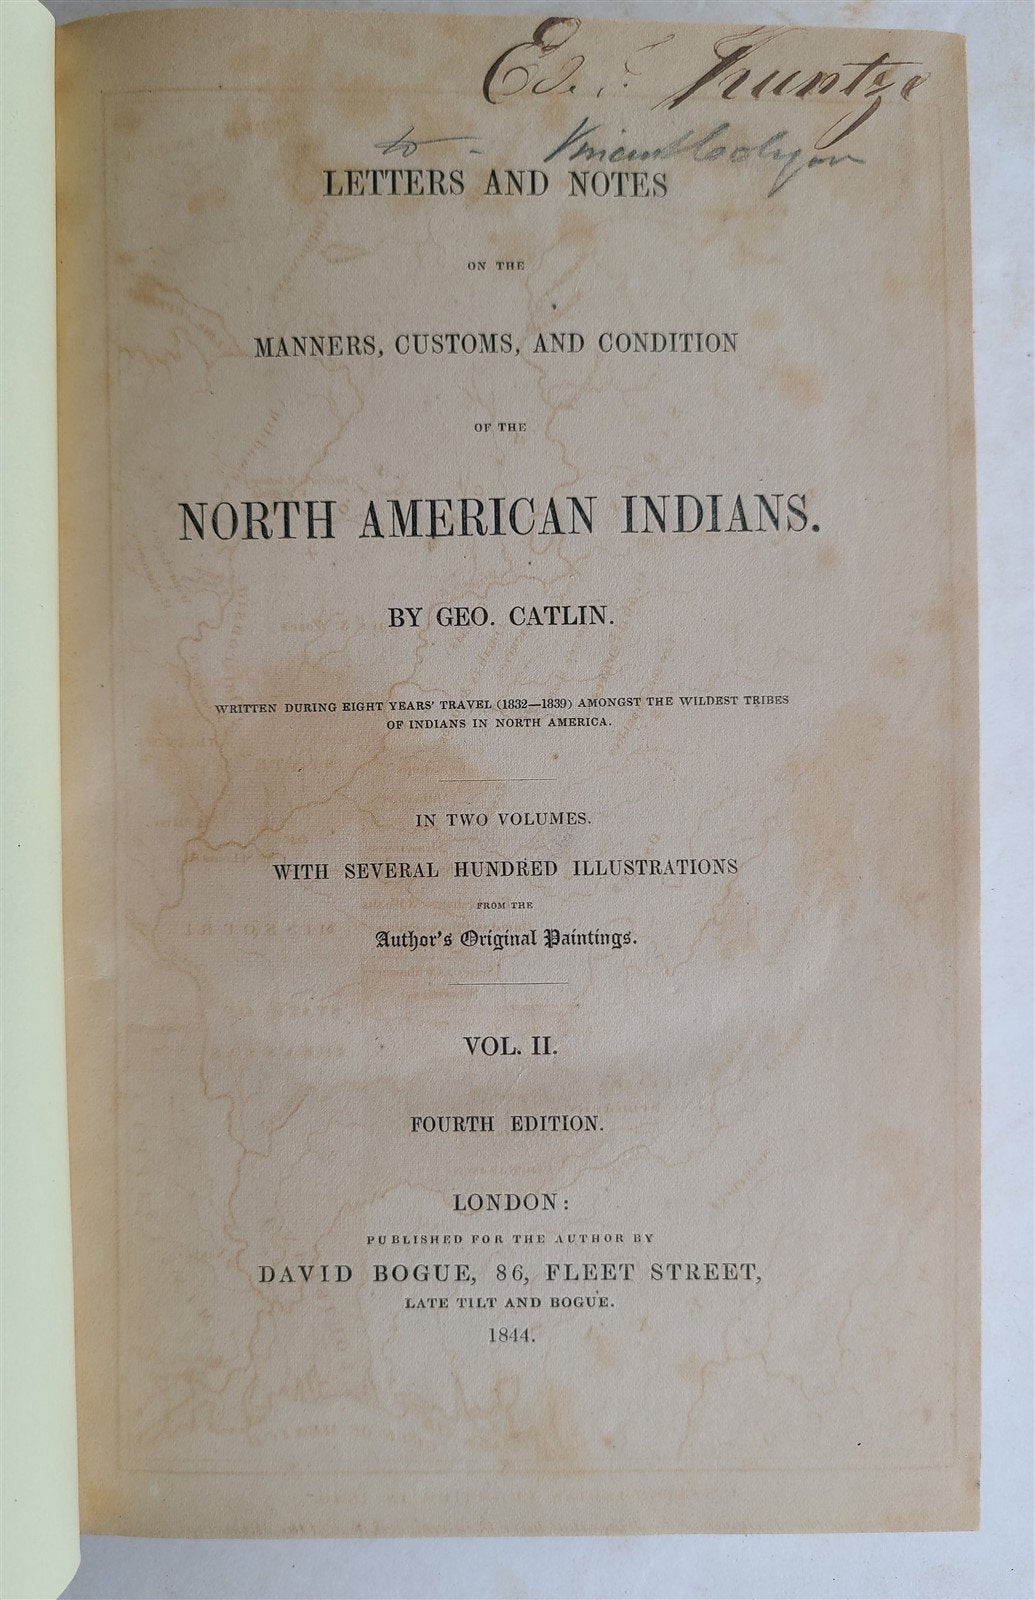 Ed. Kuntze
to -
LETTERS AND NOTES
ON THE
MANNERS, CUSTOMS, AND CONDITION
OF THE
NORTH AMERICAN INDIANS.
BY GEO. CATLIN.
WRITTEN DURING EIGHT YEARS' TRAVEL (1832—1839) AMONGST THE WILDEST TRIBES
OF INDIANS IN NORTH AMERICA.
IN TWO VOLUMES.
WITH SEVERAL HUNDRED ILLUSTRATIONS
FROM THE
Author's Original Paintings.
VOL. II.
FOURTH EDITION.
LONDON:
PUBLISHED FOR THE AUTHOR BY
DAVID BOGUE, 86, FLEET STREET,
LATE TILT AND BOGUE.
1844.